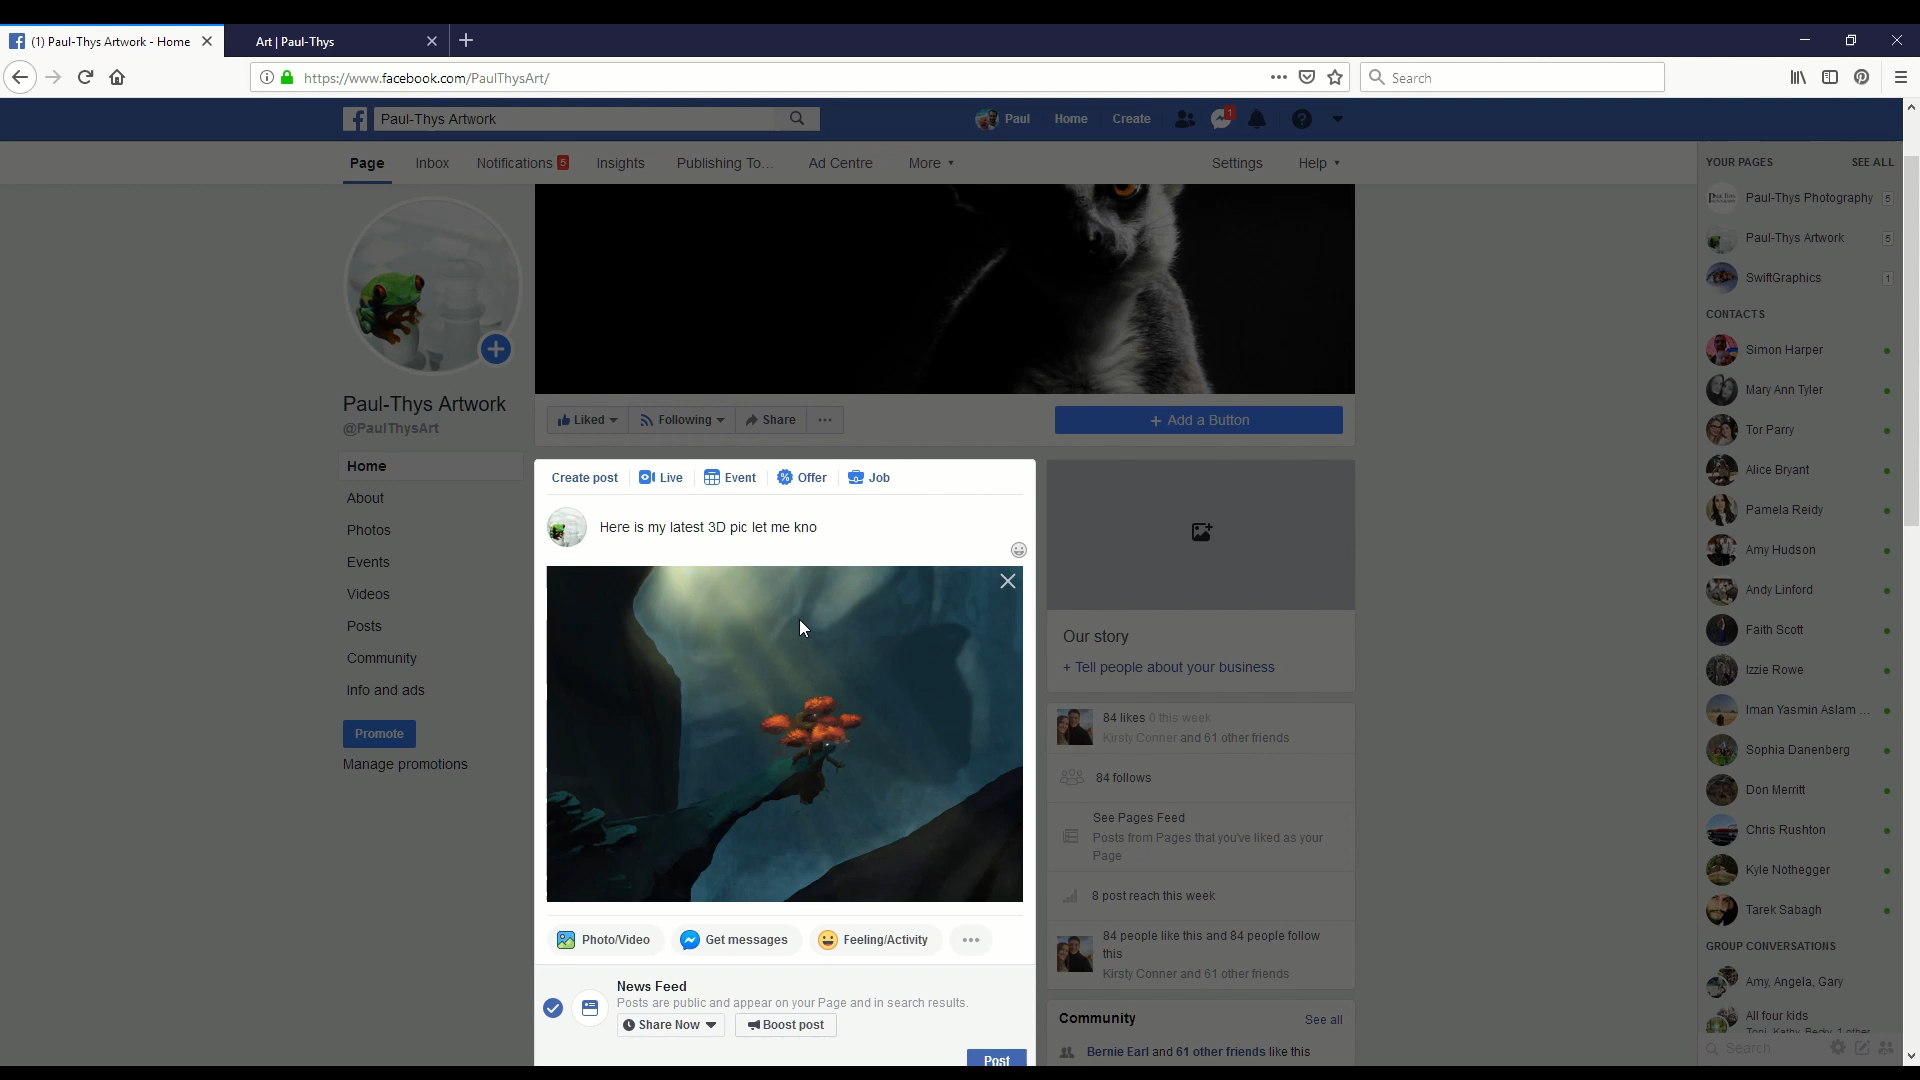 (1) Paul-Thys Artwork - Home
Art | Paul-Thys
https://www.facebook.com/PaulThysArt/
Search
Paul-Thys Artwork
Paul
Home
Create
1
Page
Inbox
Notifications 5
Insights
Publishing To...
Ad Centre
More
Settings
Help
Paul-Thys Artwork
@PaulThysArt
Home
About
Photos
Events
Videos
Posts
Community
Info and ads
Promote
Manage promotions
Liked
Following
Share
+ Add a Button
Create post
Live
Event
Offer
Job
Here is my latest 3D pic let me kno
Photo/Video
Get messages
Feeling/Activity
News Feed
Posts are public and appear on your Page and in search results.
Share Now
Boost post
Post
Our story
+ Tell people about your business
84 likes 0 this week
Kirsty Conner and 61 other friends
84 follows
See Pages Feed
Posts from Pages that you've liked as your
Page
8 post reach this week
84 people like this and 84 people follow
this
Kirsty Conner and 61 other friends
Community
See all
Bernie Earl and 61 other friends like this
YOUR PAGES
SEE ALL
Paul-Thys Photography 5
Paul-Thys Artwork 5
SwiftGraphics 1
CONTACTS
Simon Harper
Mary Ann Tyler
Tor Parry
Alice Bryant
Pamela Reidy
Amy Hudson
Andy Linford
Faith Scott
Izzie Rowe
Iman Yasmin Aslam ...
Sophia Danenberg
Don Merritt
Chris Rushton
Kyle Nothegger
Tarek Sabagh
GROUP CONVERSATIONS
Amy, Angela, Gary
All four kids
Toni, Kathy, Becky, 1 other
Search